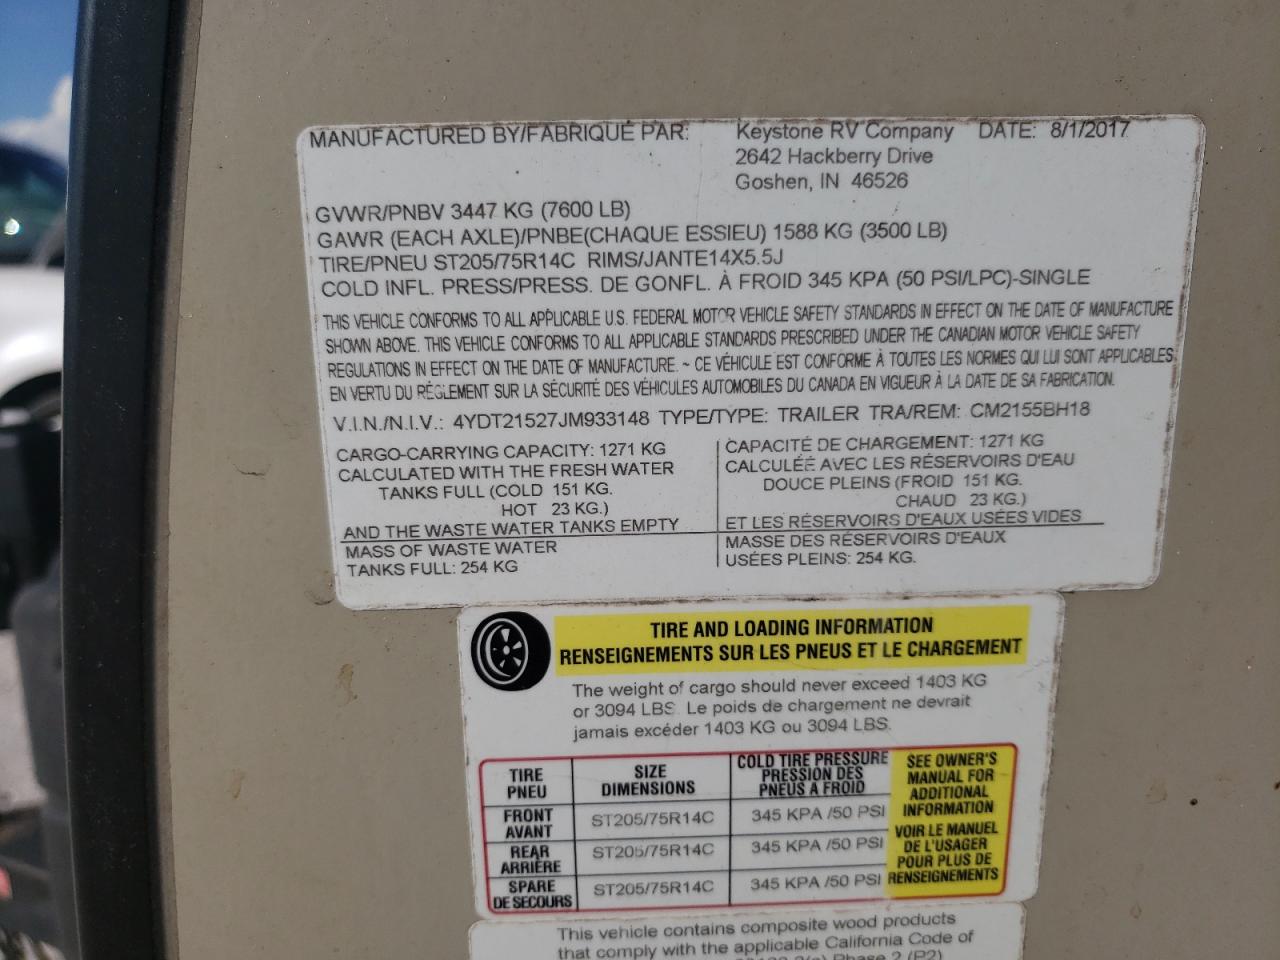 MANUFACTURED BY/FABRIQUÉ PAR: Keystone RV Company DATE: 8/1/2017
2642 Hackberry Drive
Goshen, IN 46526
GVWR/PNBV 3447 KG (7600 LB)
GAWR (EACH AXLE)/PNBE(CHAQUE ESSIEU) 1588 KG (3500 LB)
TIRE/PNEU ST205/75R14C RIMS/JANTE14X5.5J
COLD INFL. PRESS/PRESS. DE GONFL. À FROID 345 KPA (50 PSI/LPC)-SINGLE
THIS VEHICLE CONFORMS TO ALL APPLICABLE U.S. FEDERAL MOTOR VEHICLE SAFETY STANDARDS IN EFFECT ON THE DATE OF MANUFACTURE
SHOWN ABOVE. THIS VEHICLE CONFORMS TO ALL APPLICABLE STANDARDS PRESCRIBED UNDER THE CANADIAN MOTOR VEHICLE SAFETY
REGULATIONS IN EFFECT ON THE DATE OF MANUFACTURE. ~ CE VÉHICULE EST CONFORME À TOUTES LES NORMES QUI LUI SONT APPLICABLES
EN VERTU DU RÉGLEMENT SUR LA SÉCURITÉ DES VÉHICULES AUTOMOBILES DU CANADA EN VIGUEUR À LA DATE DE SA FABRICATION.
V.I.N./N.I.V.: 4YDT21527JM933148 TYPE/TYPE: TRAILER TRA/REM: CM2155BH18
CARGO-CARRYING CAPACITY: 1271 KG
CALCULATED WITH THE FRESH WATER
TANKS FULL (COLD 151 KG.
HOT 23 KG.)
AND THE WASTE WATER TANKS EMPTY
MASS OF WASTE WATER
TANKS FULL: 254 KG
CAPACITÉ DE CHARGEMENT: 1271 KG
CALCULÉE AVEC LES RÉSERVOIRS D'EAU
DOUCE PLEINS (FROID 151 KG.
CHAUD 23 KG.)
ET LES RÉSERVOIRS D'EAUX USÉES VIDES
MASSE DES RÉSERVOIRS D'EAUX
USÉES PLEINS: 254 KG.
TIRE AND LOADING INFORMATION
RENSEIGNEMENTS SUR LES PNEUS ET LE CHARGEMENT
The weight of cargo should never exceed 1403 KG
or 3094 LBS. Le poids de chargement ne devrait
jamais excéder 1403 KG ou 3094 LBS.
TIRE
PNEU
SIZE
DIMENSIONS
COLD TIRE PRESSURE
PRESSION DES
PNEUS A FROID
FRONT
AVANT
ST205/75R14C
345 KPA /50 PSI
REAR
ARRIÈRE
ST205/75R14C
345 KPA /50 PSI
SPARE
DE SECOURS
ST205/75R14C
345 KPA /50 PSI
SEE OWNER'S
MANUAL FOR
ADDITIONAL
INFORMATION
VOIR LE MANUEL
DE L'USAGER
POUR PLUS DE
RENSEIGNEMENTS
This vehicle contains composite wood products
that comply with the applicable California Code of
Phase 2 (P2)